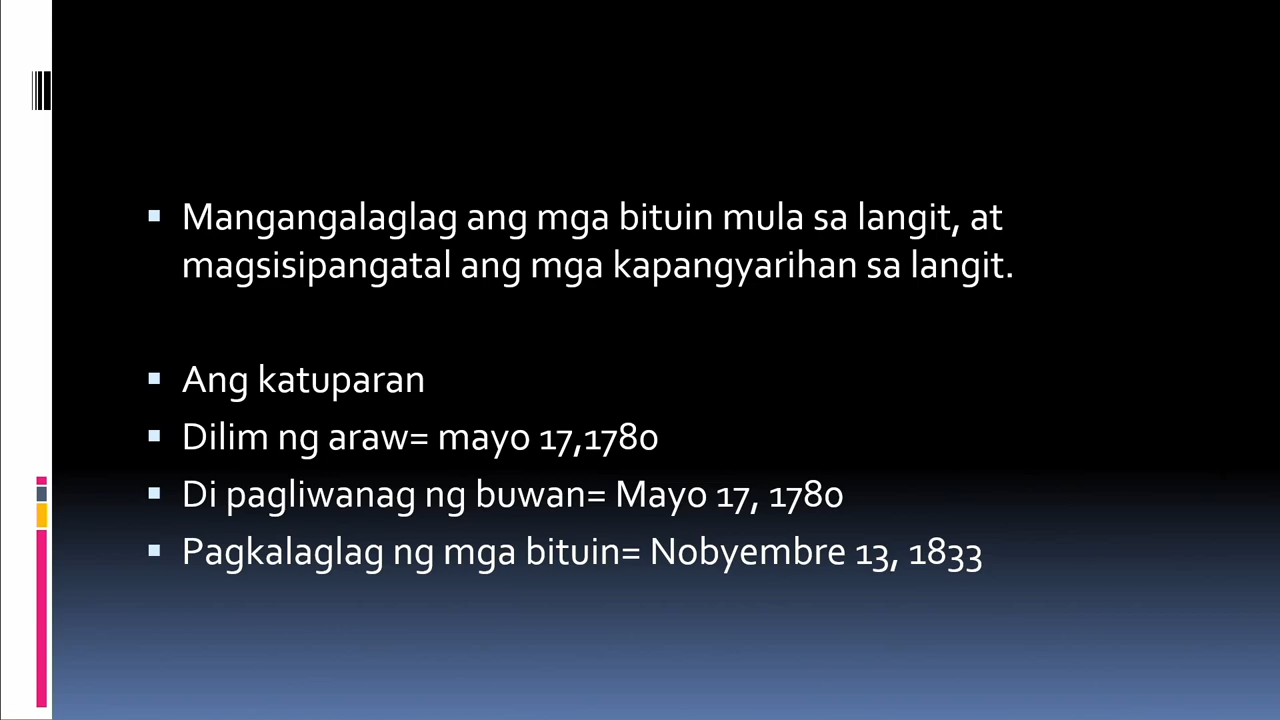 Mangangalaglag ang mga bituin mula sa langit, at
magsisipangatal ang mga kapangyarihan sa langit.
Ang katuparan
Dilim ng araw= mayo 17,1780
Di pagliwanag ng buwan= Mayo 17, 1780
Pagkalaglag ng mga bituin= Nobyembre 13, 1833